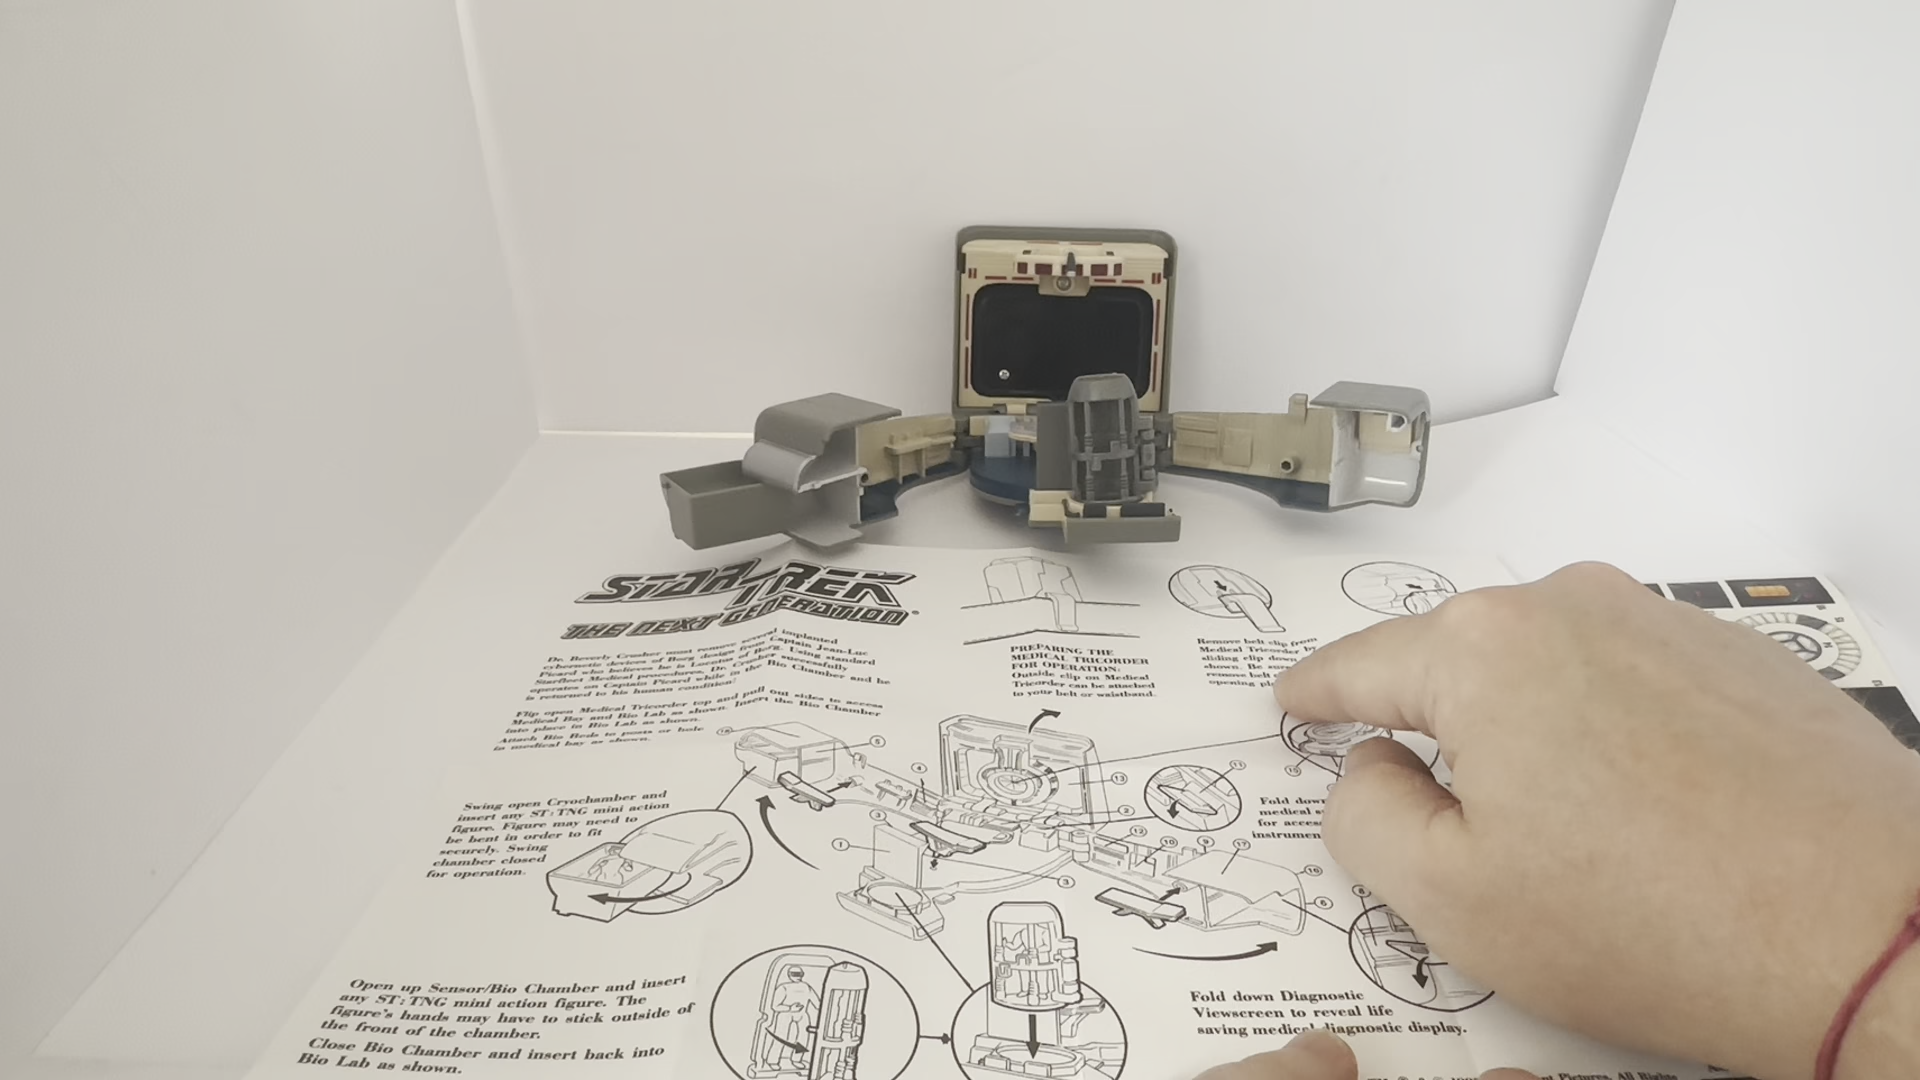 STAR TREK
THE NEXT GENERATION
Dr. Beverly Crusher must remove several implanted
cybernetic devices of Borg design from Captain Jean-Luc
Picard who believes he is Locutus of Borg. Using standard
Starfleet Medical procedures, Dr. Crusher successfully
operates on Captain Picard while in the Bio Chamber and he
is returned to his human condition!
Flip open Medical Tricorder top and pull out sides to access
Medical Bay and Bio Lab as shown. Insert the Bio Chamber
into place in Bio Lab as shown.
Attach Bio Beds to posts or hole
in medical bay as shown.
PREPARING THE
MEDICAL TRICORDER
FOR OPERATION:
Outside clip on Medical
Tricorder can be attached
to your belt or waistband.
Remove belt clip from
Medical Tricorder by
sliding clip down
shown. Be
remove belt
opening
Swing open Cryochamber and
insert any ST:TNG mini action
figure. Figure may need to
be bent in order to fit
securely. Swing
chamber closed
for operation.
Fold down
medical
for access
Open up Sensor/Bio Chamber and insert
any ST:TNG mini action figure. The
figure's hands may have to stick outside of
the front of the chamber.
Close Bio Chamber and insert back into
Bio Lab as shown.
Fold down Diagnostic
Viewscreen to reveal life
saving medical diagnostic display.
Pictures. All Rights